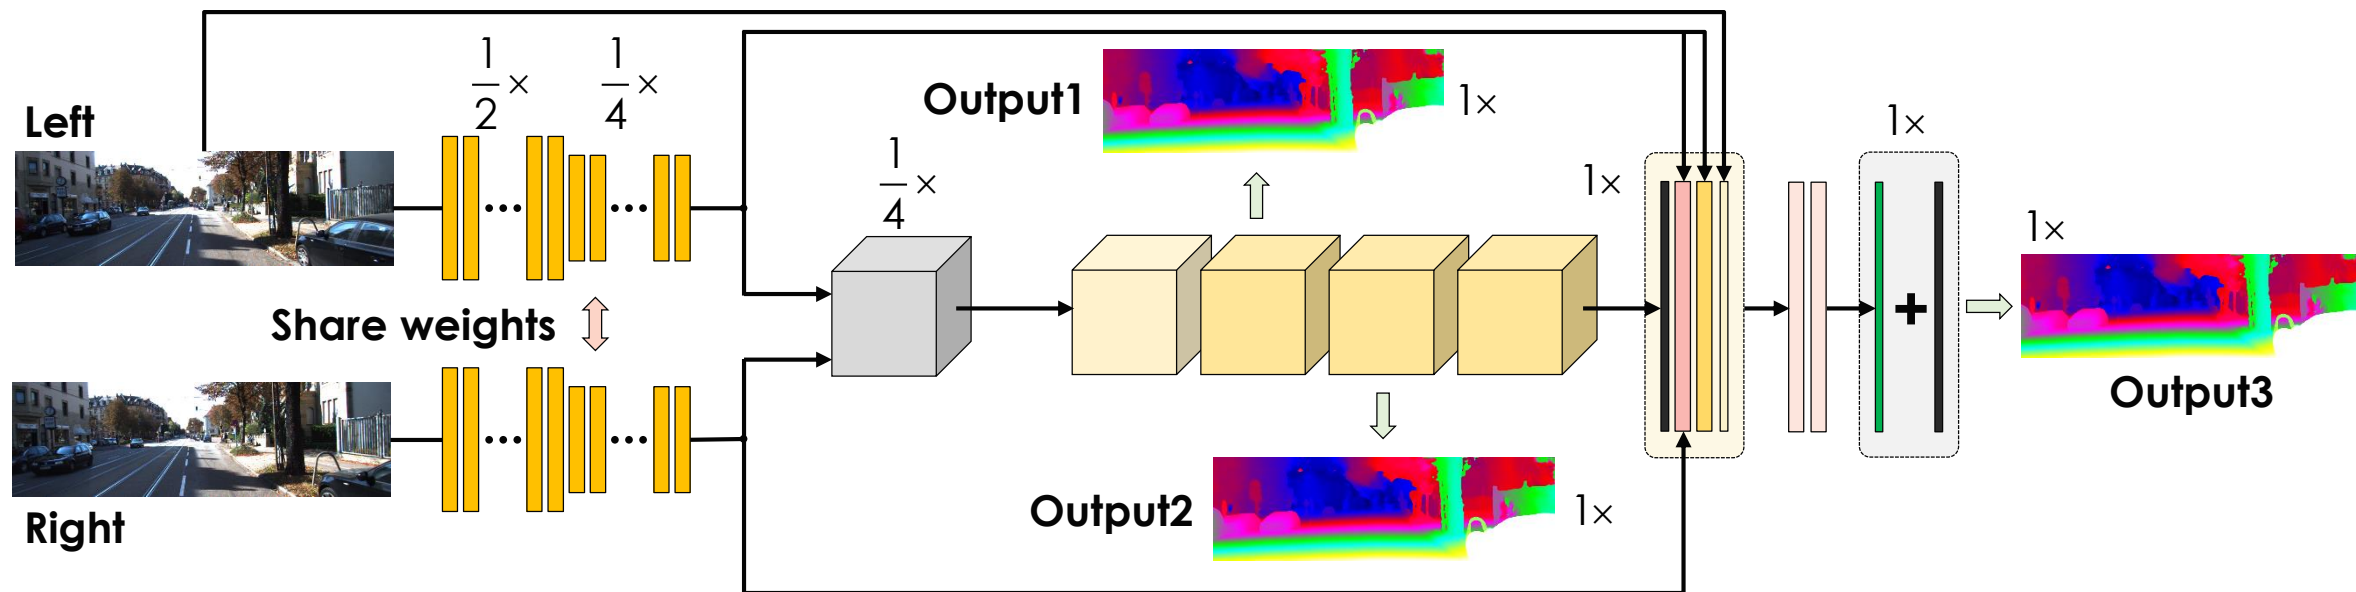 Left
1/2 ×
1/4 ×
Share weights
Right
1/4 ×
Output1
1×
Output2
1×
1×
+
1×
1×
Output3